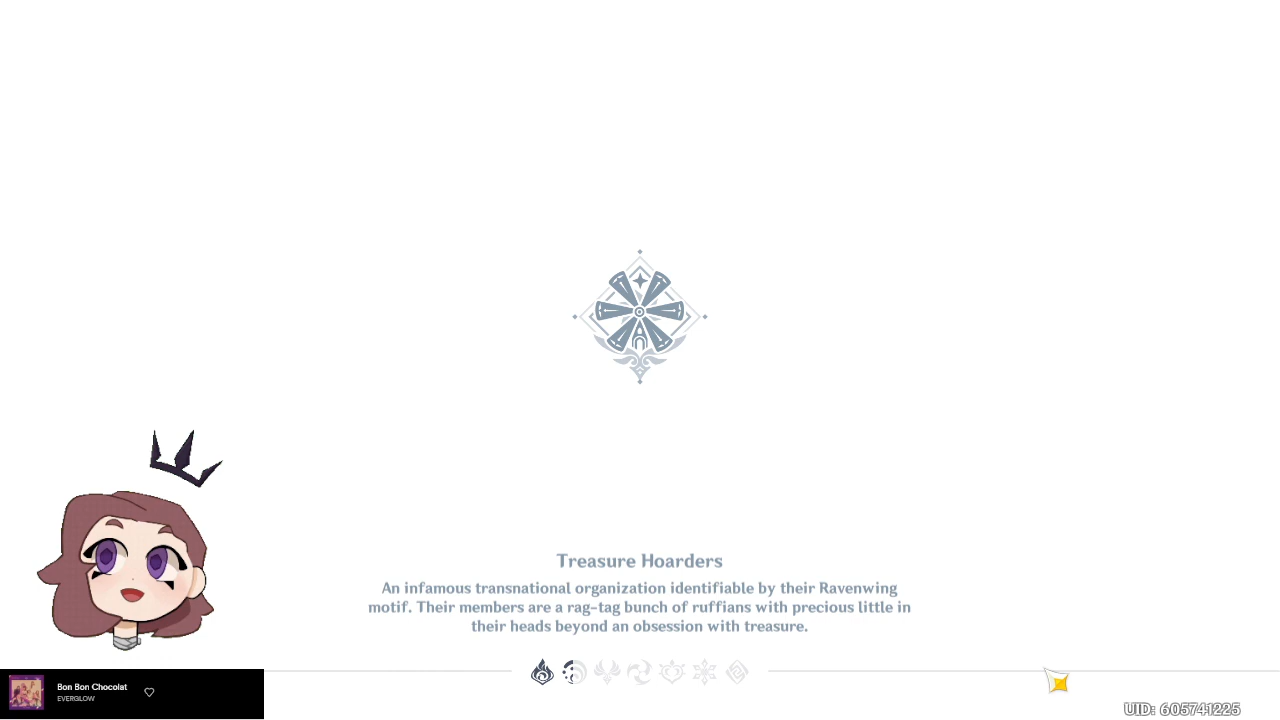 Treasure Hoarders
An infamous transnational organization identifiable by their Ravenwing
motif. Their members are a rag-tag bunch of ruffians with precious little in
their heads beyond an obsession with treasure.
Bon Bon Chocolat
EVERGLOW
UID: 605741225